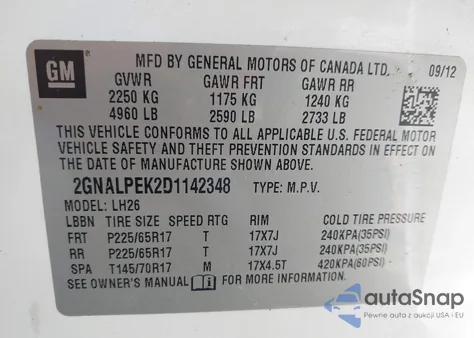 GM
MFD BY GENERAL MOTORS OF CANADA LTD. 09/12
GVWR GAWR FRT GAWR RR
2250 KG 1175 KG 1240 KG
4960 LB 2590 LB 2733 LB
THIS VEHICLE CONFORMS TO ALL APPLICABLE U.S. FEDERAL MOTOR
VEHICLE SAFETY AND THEFT PREVENTION STANDARDS IN EFFECT ON
THE DATE OF MANUFACTURE SHOWN ABOVE.
2GNALPEK2D1142348 TYPE: M.P.V.
MODEL: LH26
LBBN TIRE SIZE SPEED RTG RIM COLD TIRE PRESSURE
FRT P225/65R17 T 17X7J 240KPA(35PSI)
RR P225/65R17 T 17X7J 240KPA(35PSI)
SPA T145/70R17 M 17X4.5T 420KPA(60PSI)
SEE OWNER'S MANUAL i FOR MORE INFORMATION.
autoSnap
Pewne auta z aukcji USA i